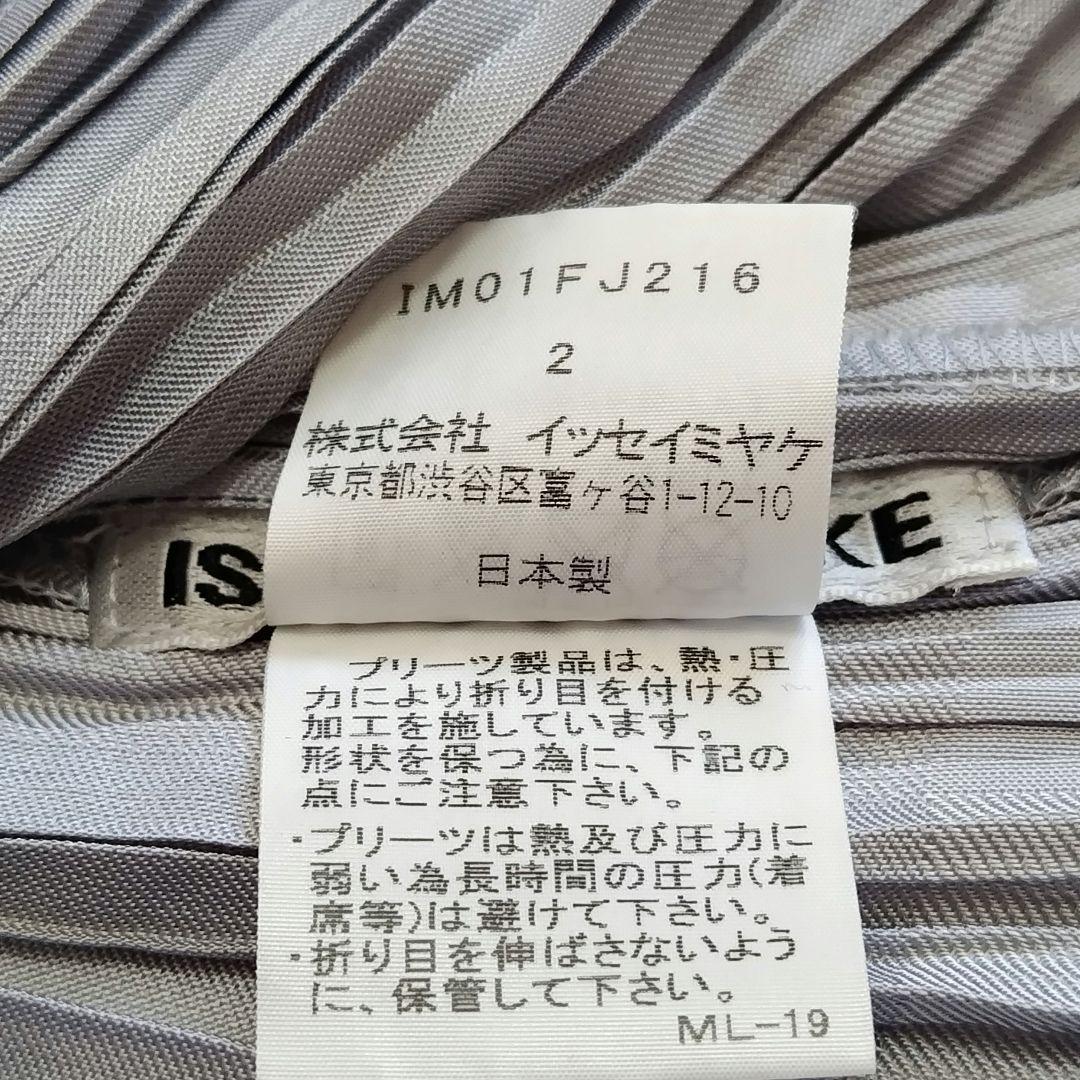 IM01FJ216
2
株式会社 イッセイミヤケ
東京都渋谷区富ヶ谷1-12-10
日本製
IS KE
プリーツ製品は、熱・圧
力により折り目を付ける
加工を施しています。
形状を保つ為に、下記の
点にご注意下さい。
・プリーツは熱及び圧力に
弱い為長時間の圧力(着
席等)は避けて下さい。
・折り目を伸ばさないよう
に、保管して下さい。
ML-19